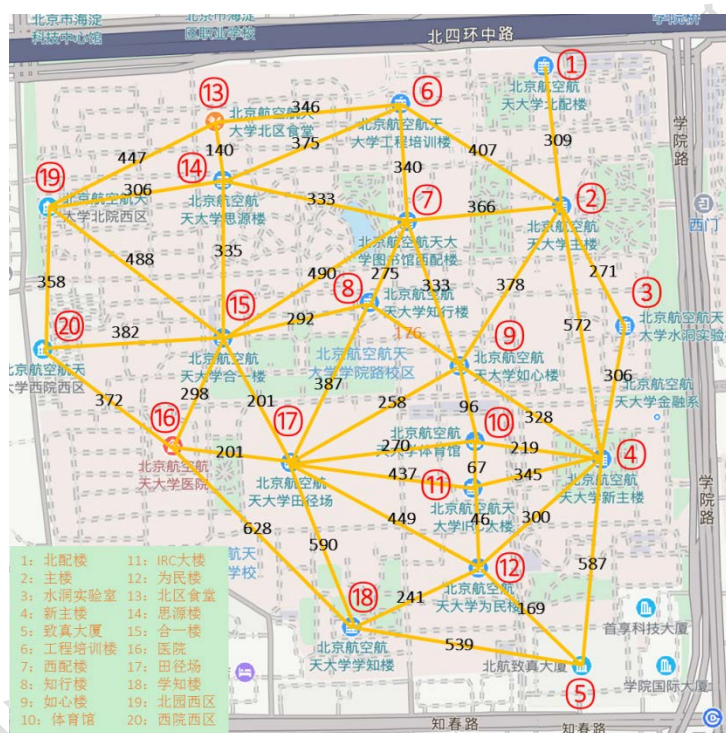 北京市海淀
科技中心馆
北京市海淀
区职业学校
学院桥
北四环中路
①
北京航空航
天大学北配楼
⑬
346
⑥
北京航空航天
大学北区食堂
北京航空航天
大学工程培训楼
309
学院路
447
140
375
407
⑲
306
⑭
340
北京航空航天
大学北院西区
北京航空航
天大学思源楼
333
⑦
366
②
西门
北京航空航天大
学图书馆西配楼
北京航空航
天大学主楼
358
488
335
490
275
333
378
271
③
⑳
382
⑮
292
⑧
北京航空航
天大学知行楼
176
572
北京航空航天
大学水洞实验
北京航空航天
大学西院西区
北京航空航
天大学合一楼
北京航空航天大
学学院路校区
⑨
北京航空航
天大学如心楼
306
北京航空航天
大学金融系
372
298
201
387
258
96
328
⑯
201
⑰
270
⑩
219
④
北京航空航
天大学体育馆
北京航空航
天大学医院
北京航空航
天大学田径场
437
67
⑪
345
北京航空航
天大学新主楼
天大学IRC大楼
449
46
300
学院路
628
590
587
⑫
北京航空航
天大学为民楼
⑱
241
169
北京航空航
天大学学知楼
539
首享科技大厦
北航致真大厦
⑤
学院国际大厦
知春路
知春路
1: 北配楼
2: 主楼
3: 水洞实验室
4: 新主楼
5: 致真大厦
6: 工程培训楼
7: 西配楼
8: 知行楼
9: 如心楼
10: 体育馆
11: IRC大楼
12: 为民楼
13: 北区食堂
14: 思源楼
15: 合一楼
16: 医院
17: 田径场
18: 学知楼
19: 北园西区
20: 西院西区